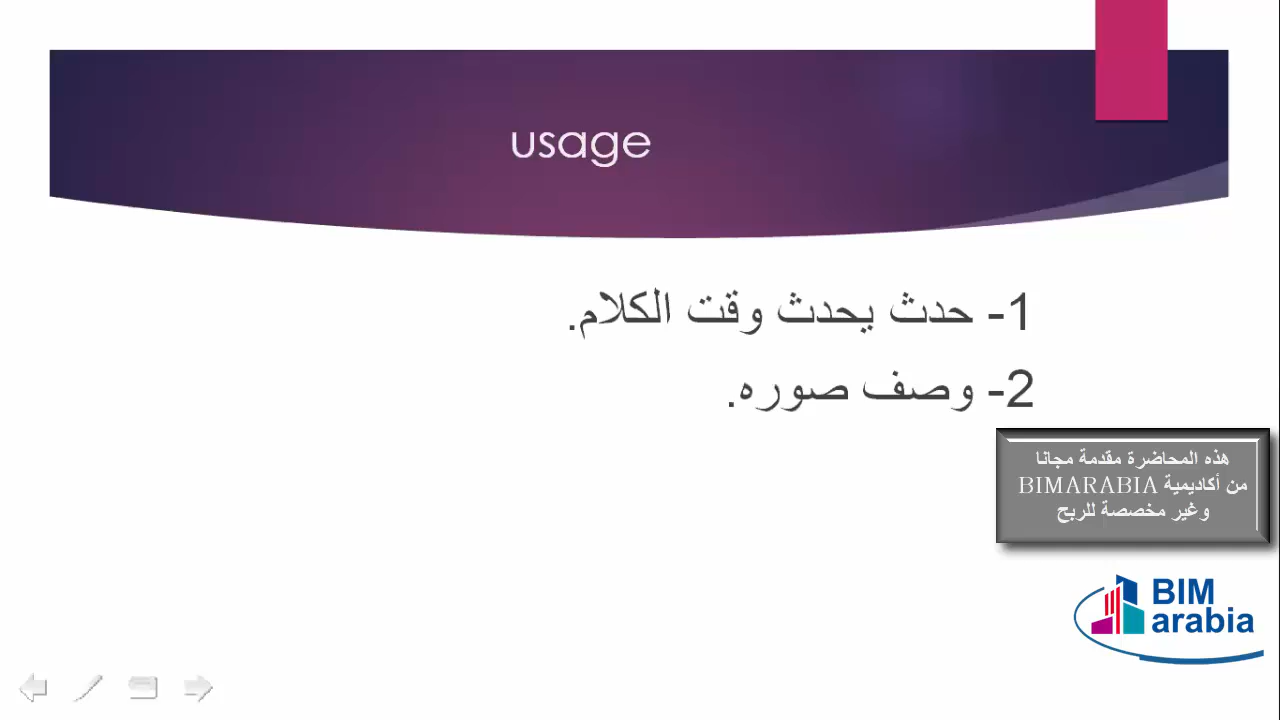 usage
1- حدث يحدث وقت الكلام.
2- وصف صوره.
هذه المحاضرة مقدمة مجانا
من أكاديمية BIMARABIA
وغير مخصصة للربح
BIM
arabia